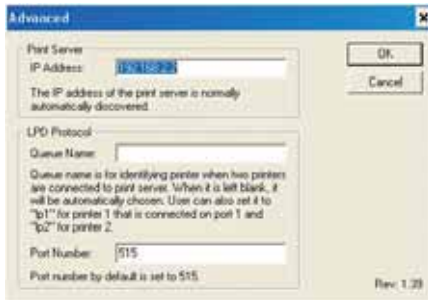 Advanced
Print Server
IP Address: 192.168.2.2
The IP address of the print server is normally
automatically discovered.
OK
Cancel
LPD Protocol
Queue Name:
Queue name is for identifying printer when two printers
are connected to print server. When it is left blank, it
will be automatically chosen. User can also set it to
"lp1" for printer 1 that is connected on port 1 and
"lp2" for printer 2.
Port Number: 515
Port number by default is set to 515.
Rev: 1.39